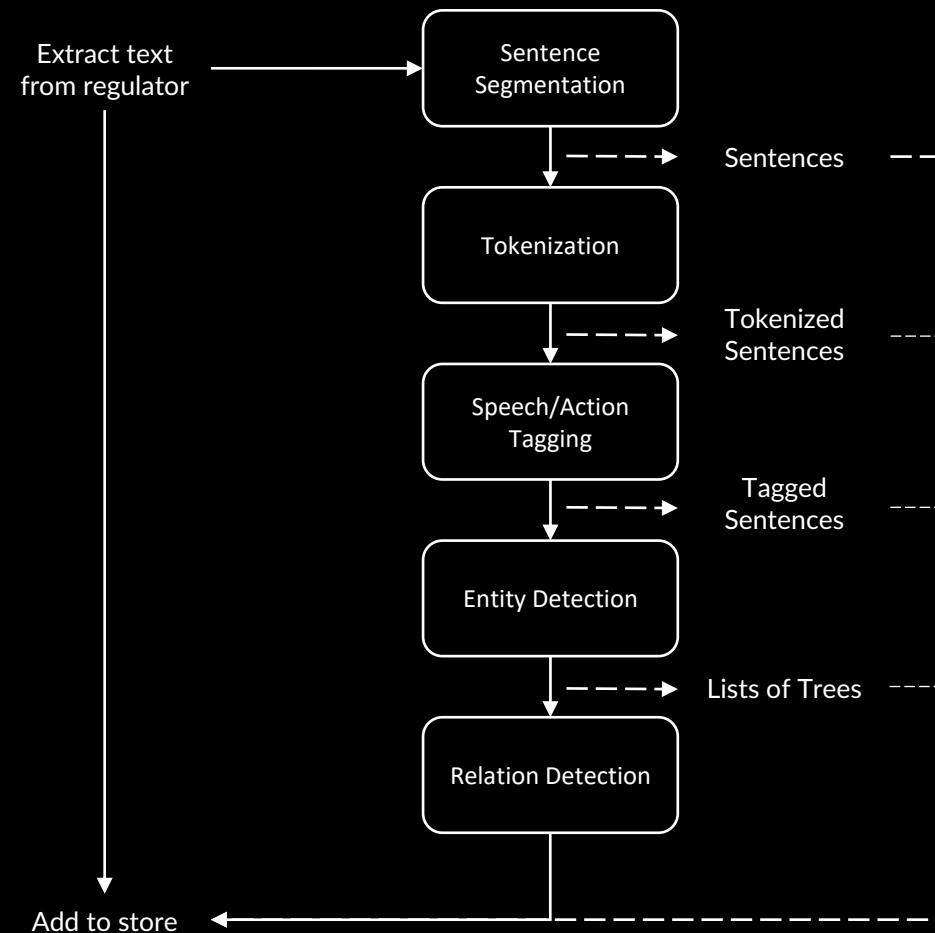 Extract text
from regulator
Sentence
Segmentation
Sentences
Tokenization
Tokenized
Sentences
Speech/Action
Tagging
Tagged
Sentences
Entity Detection
Lists of Trees
Relation Detection
Add to store